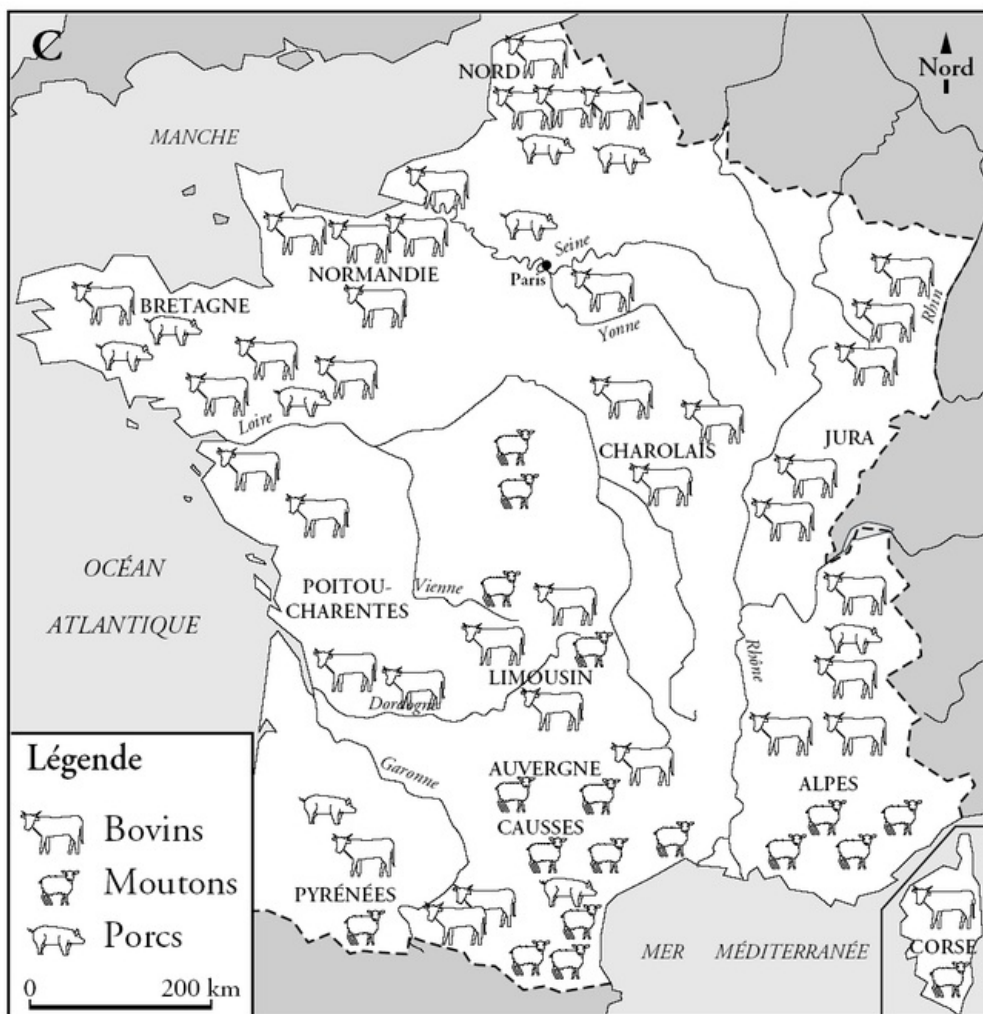 C
Nord
NORD
MANCHE
NORMANDIE
Seine
Paris
Rhin
BRETAGNE
Yonne
Loire
CHAROLAIS
JURA
OCÉAN
ATLANTIQUE
POITOU-
CHARENTES
Vienne
LIMOUSIN
Rhône
Dordogne
Garonne
AUVERGNE
ALPES
CAUSSES
PYRÉNÉES
MER MÉDITERRANÉE
CORSE
Légende
Bovins
Moutons
Porcs
0 200 km